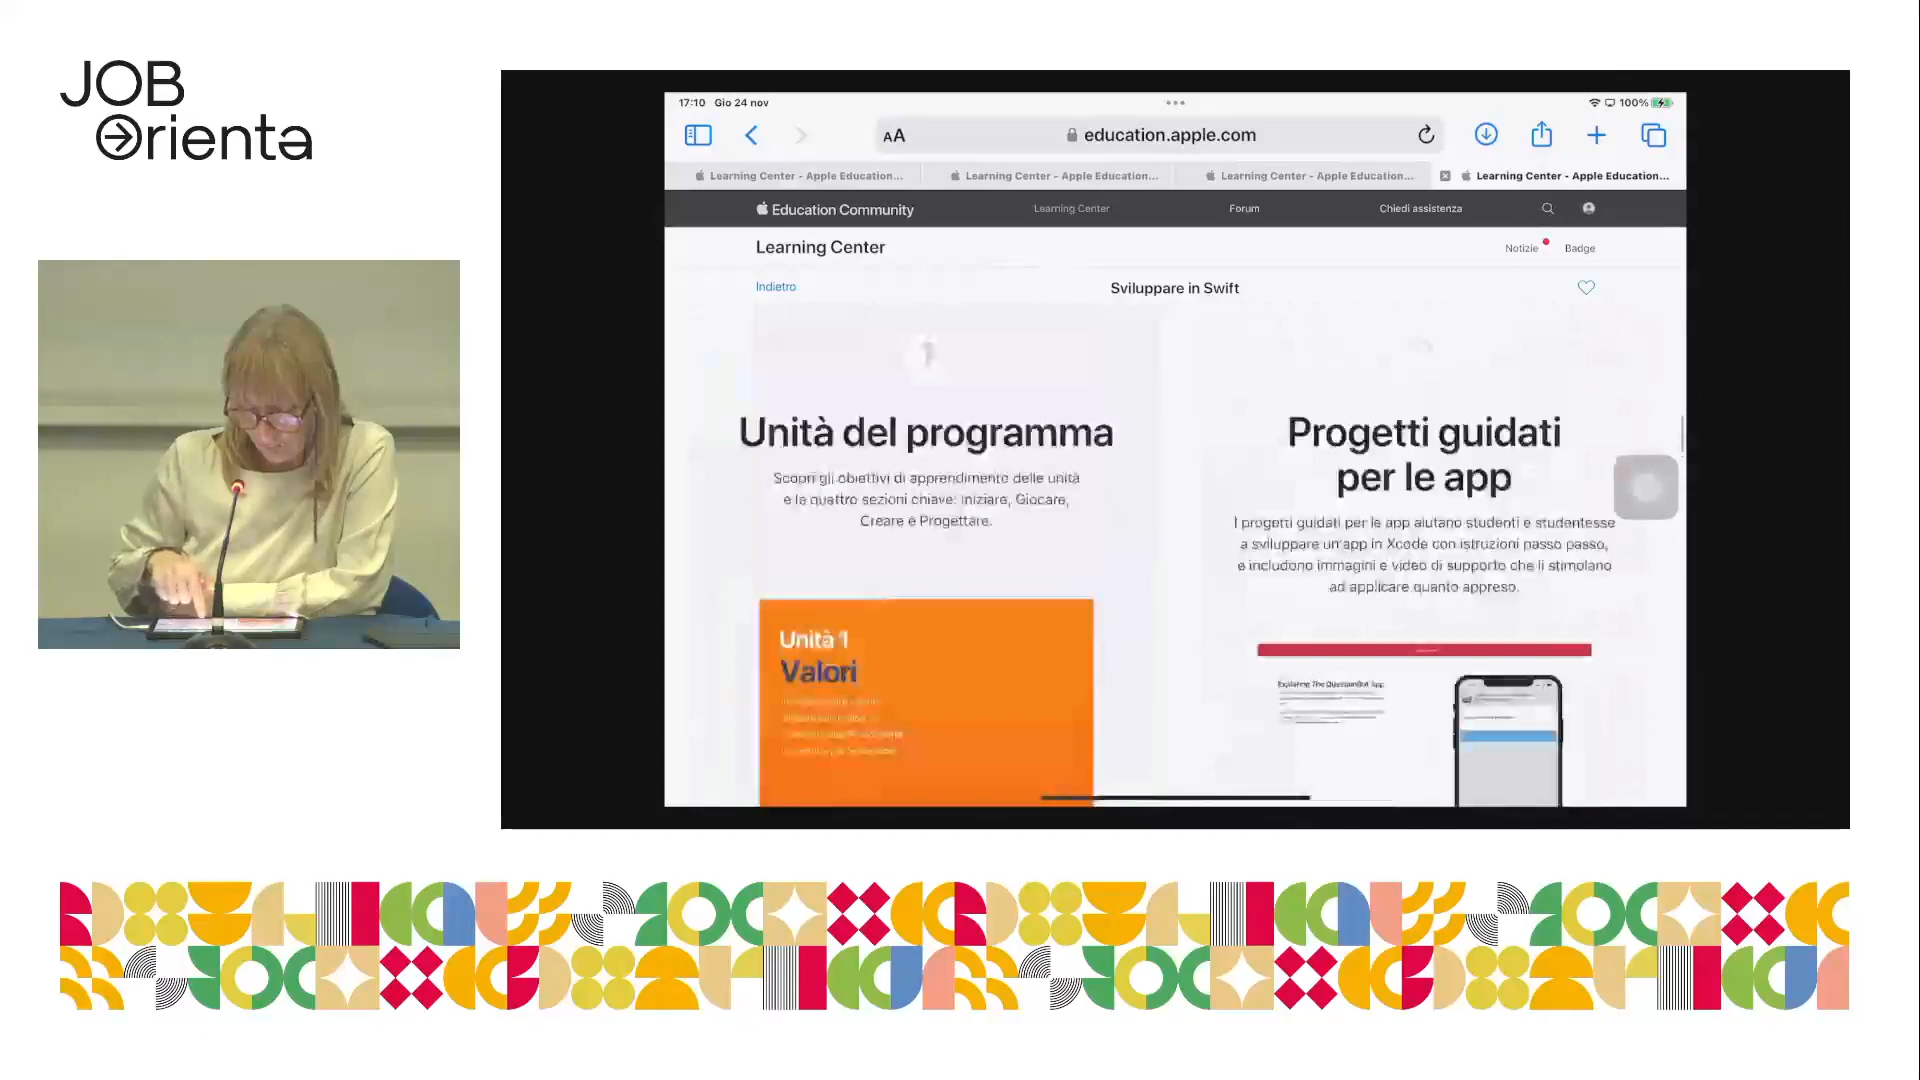 JOB
Orienta
17:10 Gio 24 nov
100%
AA
education.apple.com
Learning Center - Apple Education...
Learning Center - Apple Education...
Learning Center - Apple Education...
Learning Center - Apple Education...
Education Community
Learning Center
Forum
Chiedi assistenza
Learning Center
Notizie
Badge
Indietro
Sviluppare in Swift
Unità del programma
Scopri gli obiettivi di apprendimento delle unità
e le quattro sezioni chiave: Iniziare, Giocare,
Creare e Progettare.
Progetti guidati
per le app
I progetti guidati per le app aiutano studenti e studentesse
a sviluppare un'app in Xcode con istruzioni passo passo,
e includono immagini e video di supporto che li stimolano
ad applicare quanto appreso.
Unità 1
Valori
Exploring The QuestionBot App